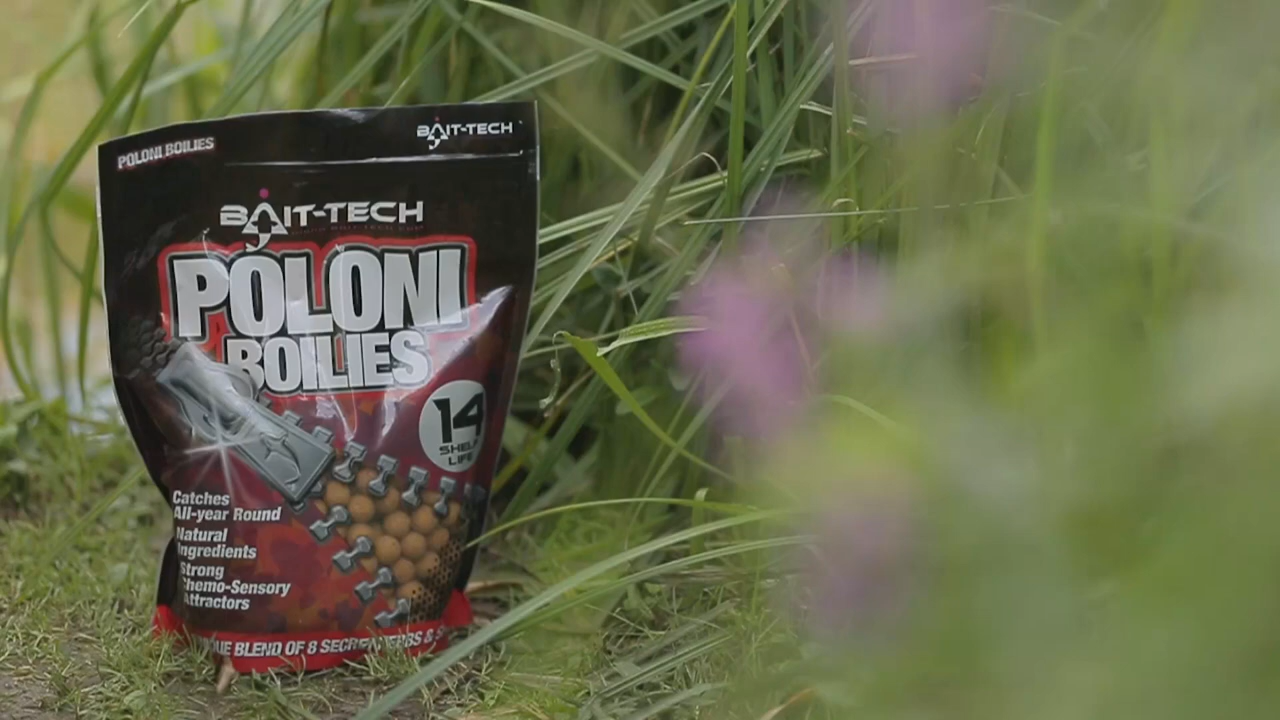 POLONI BOILIES
BAIT-TECH
BAIT-TECH
POLONI
BOILIES
14
SHELF
LIFE
Catches
All-year Round
Natural
Ingredients
Strong
Chemo-Sensory
Attractors
BLEND OF 8 SECRET HERBS &